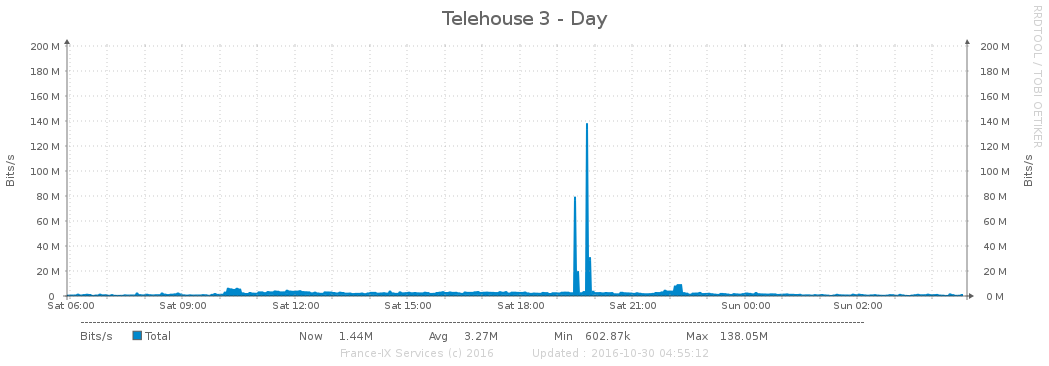 Telehouse 3 - Day
RRDTOOL / TOBI OETIKER
Bits/s
Bits/s
200 M 200 M
180 M 180 M
160 M 160 M
140 M 140 M
120 M 120 M
100 M 100 M
80 M 80 M
60 M 60 M
40 M 40 M
20 M 20 M
0 0 M
Sat 06:00 Sat 09:00 Sat 12:00 Sat 15:00 Sat 18:00 Sat 21:00 Sun 00:00 Sun 02:00
Bits/s Total Now 1.44M Avg 3.27M Min 602.87k Max 138.05M
France-IX Services (c) 2016 Updated : 2016-10-30 04:55:12